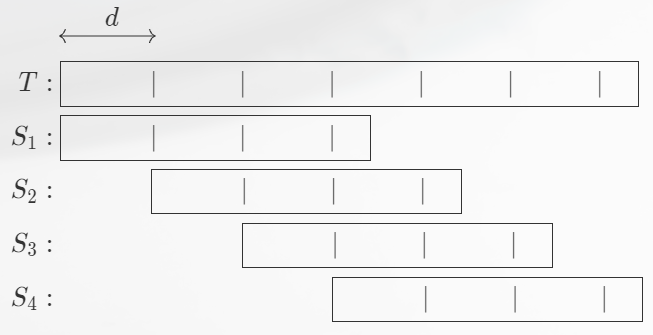 d
T :
S₁ :
S₂ :
S₃ :
S₄ :